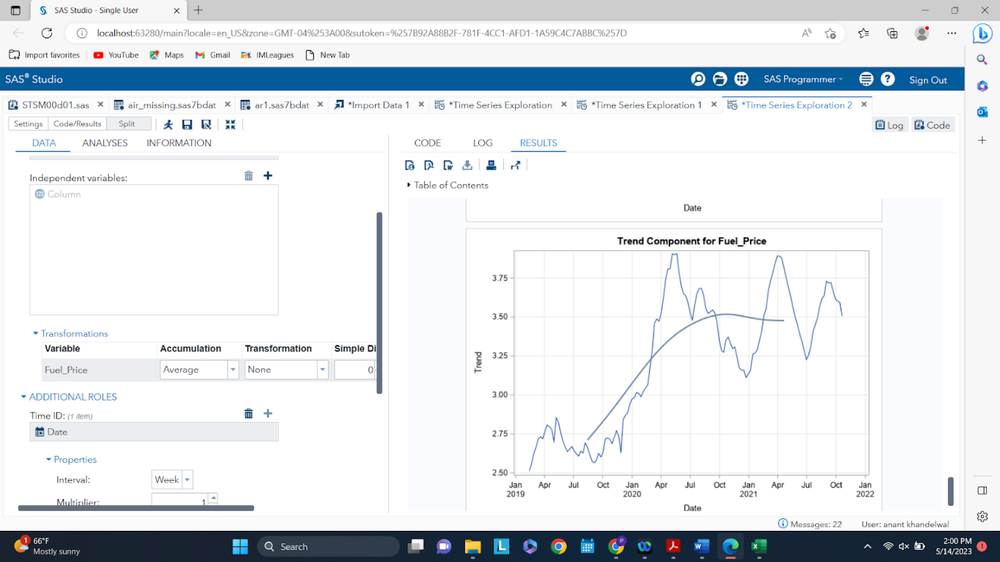 SAS Studio - Single User
localhost:63280/main?locale=en_US&zone=GMT-04%253A00&sutoken=%257B92A88B2F-781F-4CC1-AFD1-1A59C4C7ABBC%257D
Import favorites YouTube Maps Gmail IMLeagues New Tab
SAS® Studio SAS Programmer Sign Out
STSM00d01.sas air_missing.sas7bdat ar1.sas7bdat *Import Data 1 *Time Series Exploration *Time Series Exploration 1 *Time Series Exploration 2
Settings Code/Results Split Log Code
DATA ANALYSES INFORMATION CODE LOG RESULTS
Independent variables:
Column
Table of Contents
Date
Transformations
Variable Accumulation Transformation Simple Di
Fuel_Price Average None 0
ADDITIONAL ROLES
Time ID: (1 item)
Date
Properties
Interval: Week
Multiplier: 1
Trend Component for Fuel_Price
Trend
3.75
3.50
3.25
3.00
2.75
2.50
Jan Apr Jul Oct Jan Apr Jul Oct Jan Apr Jul Oct Jan
2019 2020 2021 2022
Date
Messages: 22 User: anant khandelwal
1 66°F
Mostly sunny
Search
P
2:00 PM
5/14/2023
1